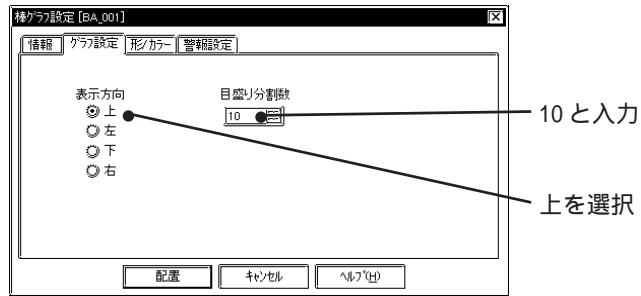 棒グラフ設定 [BA_001]
情報 グラフ設定 形/カラー 警報設定
表示方向 目盛り分割数
上 10
左
下
右
10 と入力
上を選択
配置 キャンセル ヘルプ(H)